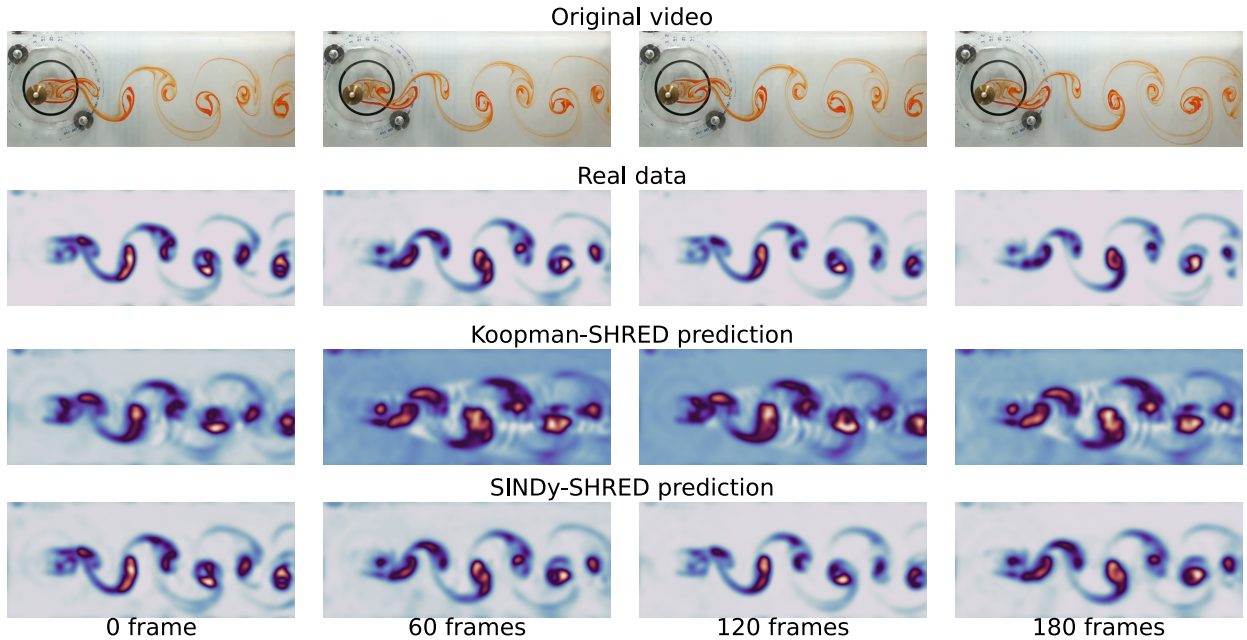 Original video
Real data
Koopman-SHRED prediction
SINDy-SHRED prediction
0 frame
60 frames
120 frames
180 frames